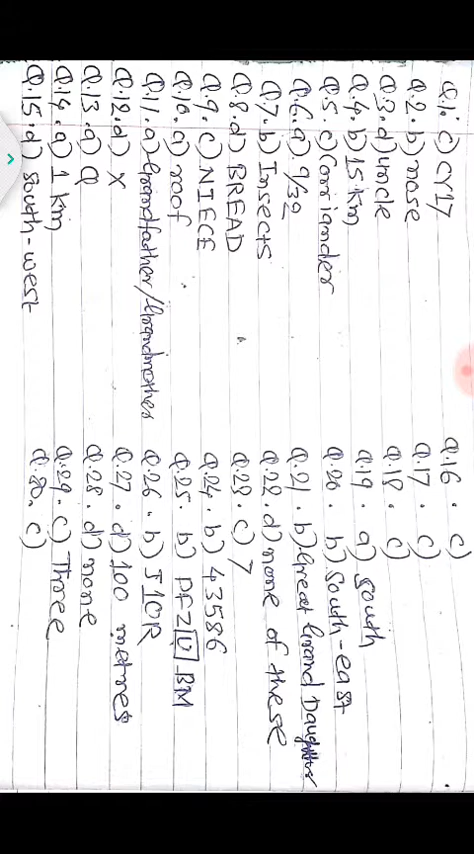 Q.1. c) CY17
Q.2. b) nose
Q.3. d) uncle
Q.4. b) 15 km
Q.5. c) Corriander
Q.6. a) 9/32
Q.7. b) Insects
Q.8. d) BREAD
Q.9. c) NIECE
Q.10. a) roof
Q.11. a) Grandfather/Grandmother
Q.12. d) X
Q.13. a) Q
Q.14. a) 1 km
Q.15. d) South-west
Q.16. c)
Q.17. c)
Q.18. c)
Q.19. a) South
Q.20. b) South-east
Q.21. b) Great Grand Daughter
Q.22. d) none of these
Q.23. c) 7
Q.24. b) 43586
Q.25. b) PFZ U BM
Q.26. b) JIOR
Q.27. d) 100 metres
Q.28. d) none
Q.29. c) Three
Q.30. c)